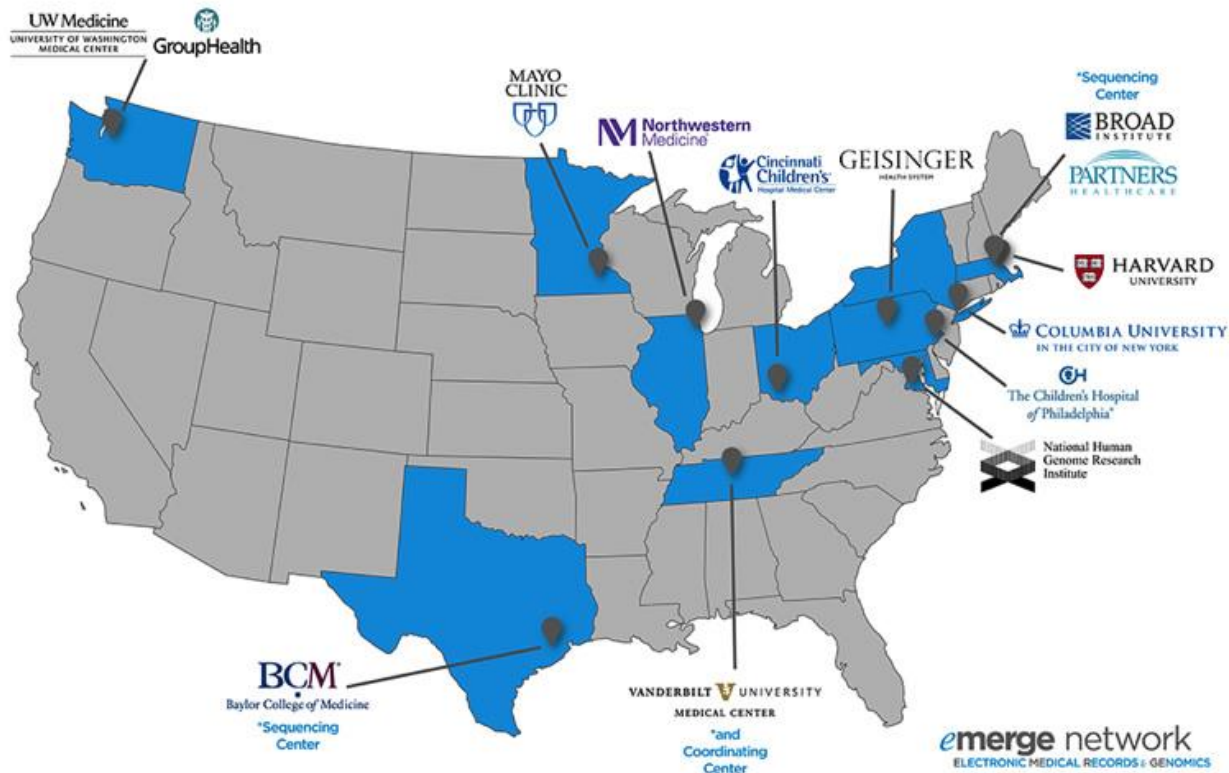 UW Medicine
UNIVERSITY OF WASHINGTON
MEDICAL CENTER
GroupHealth
MAYO
CLINIC
Northwestern
Medicine
Cincinnati
Children's
Hospital Medical Center
GEISINGER
HEALTH SYSTEM
*Sequencing
Center
BROAD
INSTITUTE
PARTNERS
HEALTHCARE
HARVARD
UNIVERSITY
COLUMBIA UNIVERSITY
IN THE CITY OF NEW YORK
The Children's Hospital
of Philadelphia*
National Human
Genome Research
Institute
BCM
Baylor College of Medicine
*Sequencing
Center
VANDERBILT V UNIVERSITY
MEDICAL CENTER
*and
Coordinating
Center
emerge network
ELECTRONIC MEDICAL RECORDS & GENOMICS